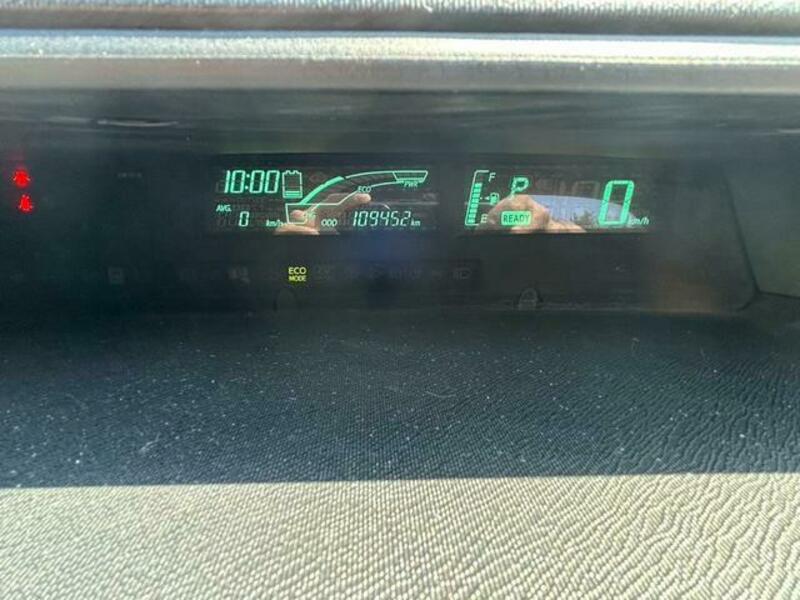 10:00
ECO
PWR
AVG.
0 km/h
ODO 109452 km
ECO
MODE
F
P
E
READY
0 km/h